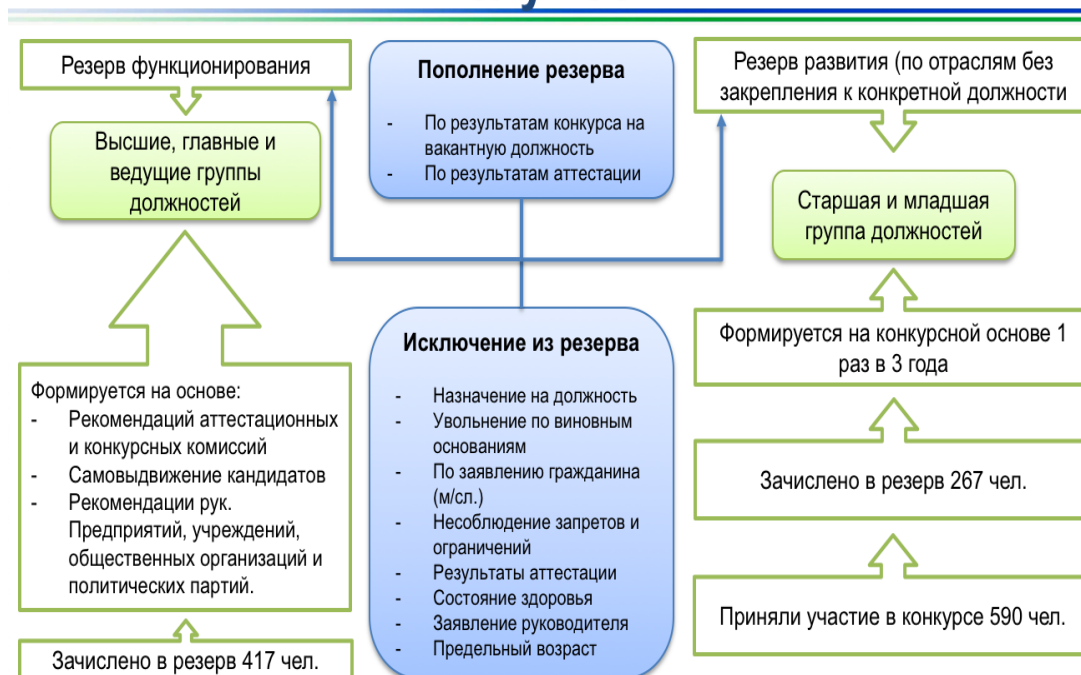 Резерв функционирования
Высшие, главные и
ведущие группы
должностей
Формируется на основе:
- Рекомендаций аттестационных
и конкурсных комиссий
- Самовыдвижение кандидатов
- Рекомендации рук.
Предприятий, учреждений,
общественных организаций и
политических партий.
Зачислено в резерв 417 чел.
Пополнение резерва
- По результатам конкурса на
вакантную должность
- По результатам аттестации
Исключение из резерва
- Назначение на должность
- Увольнение по виновным
основаниям
- По заявлению гражданина
(м/сл.)
- Несоблюдение запретов и
ограничений
- Результаты аттестации
- Состояние здоровья
- Заявление руководителя
- Предельный возраст
Резерв развития (по отраслям без
закрепления к конкретной должности
Старшая и младшая
группа должностей
Формируется на конкурсной основе 1
раз в 3 года
Зачислено в резерв 267 чел.
Приняли участие в конкурсе 590 чел.